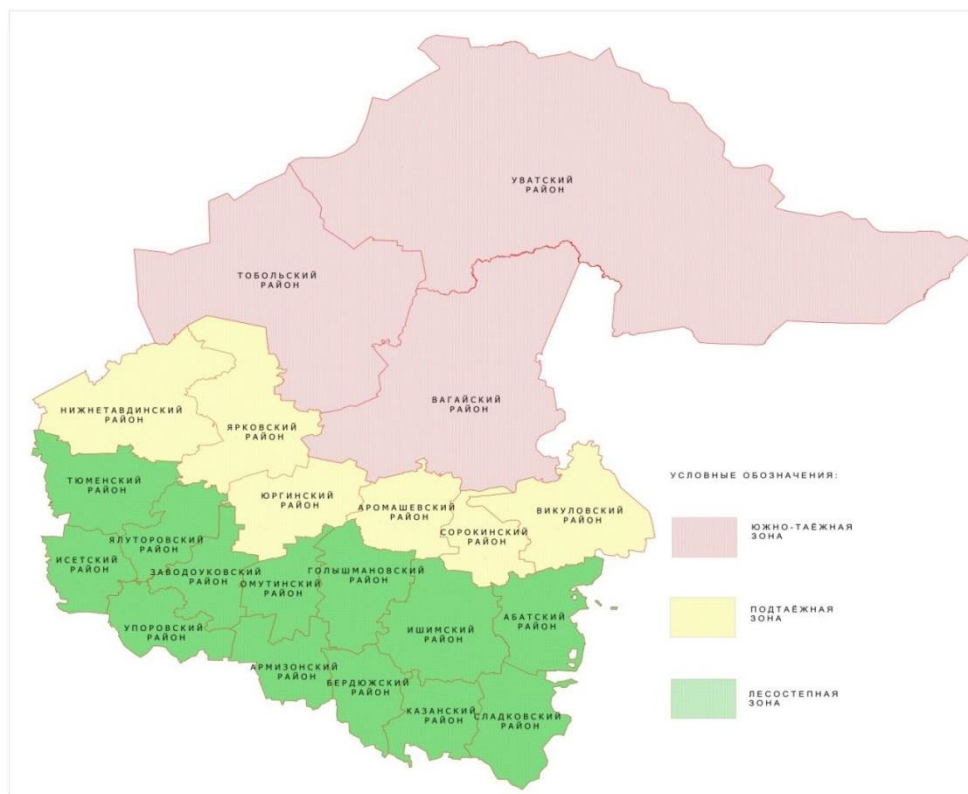 УВАТСКИЙ
РАЙОН
ТОБОЛЬСКИЙ
РАЙОН
ВАГАЙСКИЙ
РАЙОН
НИЖНЕТАВДИНСКИЙ
РАЙОН
ЯРКОВСКИЙ
РАЙОН
ТЮМЕНСКИЙ
РАЙОН
ЮРГИНСКИЙ
РАЙОН
АРОМАШЕВСКИЙ
РАЙОН
СОРОКИНСКИЙ
РАЙОН
ВИКУЛОВСКИЙ
РАЙОН
ЯЛУТОРОВСКИЙ
РАЙОН
ИСЕТСКИЙ
РАЙОН
ЗАВОДОУКОВСКИЙ
РАЙОН
ОМУТИНСКИЙ
РАЙОН
ГОЛЫШМАНОВСКИЙ
РАЙОН
УПОРОВСКИЙ
РАЙОН
ИШИМСКИЙ
РАЙОН
АБАТСКИЙ
РАЙОН
АРМИЗОНСКИЙ
РАЙОН
БЕРДЮЖСКИЙ
РАЙОН
КАЗАНСКИЙ
РАЙОН
СЛАДКОВСКИЙ
РАЙОН
УСЛОВНЫЕ ОБОЗНАЧЕНИЯ:
ЮЖНО-ТАЁЖНАЯ
ЗОНА
ПОДТАЁЖНАЯ
ЗОНА
ЛЕСОСТЕПНАЯ
ЗОНА